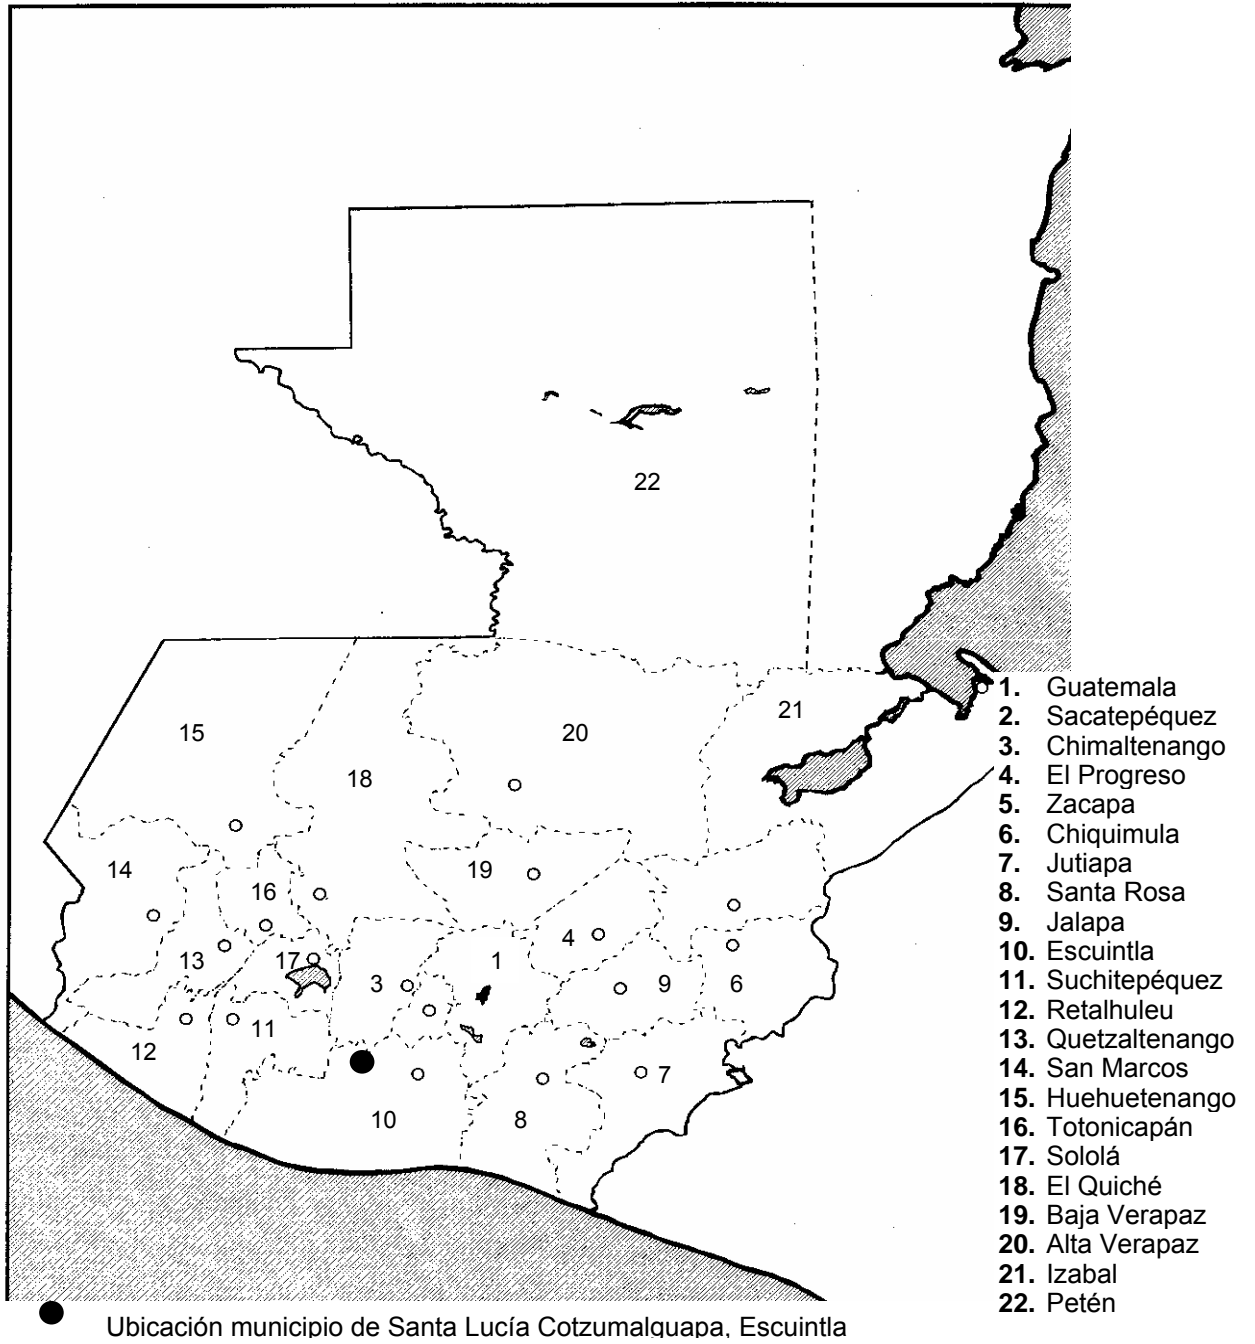 22
21
15
20
18
14
19
16
4
1
13
17
3
9
6
11
12
7
10
8
1. Guatemala
2. Sacatepéquez
3. Chimaltenango
4. El Progreso
5. Zacapa
6. Chiquimula
7. Jutiapa
8. Santa Rosa
9. Jalapa
10. Escuintla
11. Suchitepéquez
12. Retalhuleu
13. Quetzaltenango
14. San Marcos
15. Huehuetenango
16. Totonicapán
17. Sololá
18. El Quiché
19. Baja Verapaz
20. Alta Verapaz
21. Izabal
22. Petén
Ubicación municipio de Santa Lucía Cotzumalguapa, Escuintla